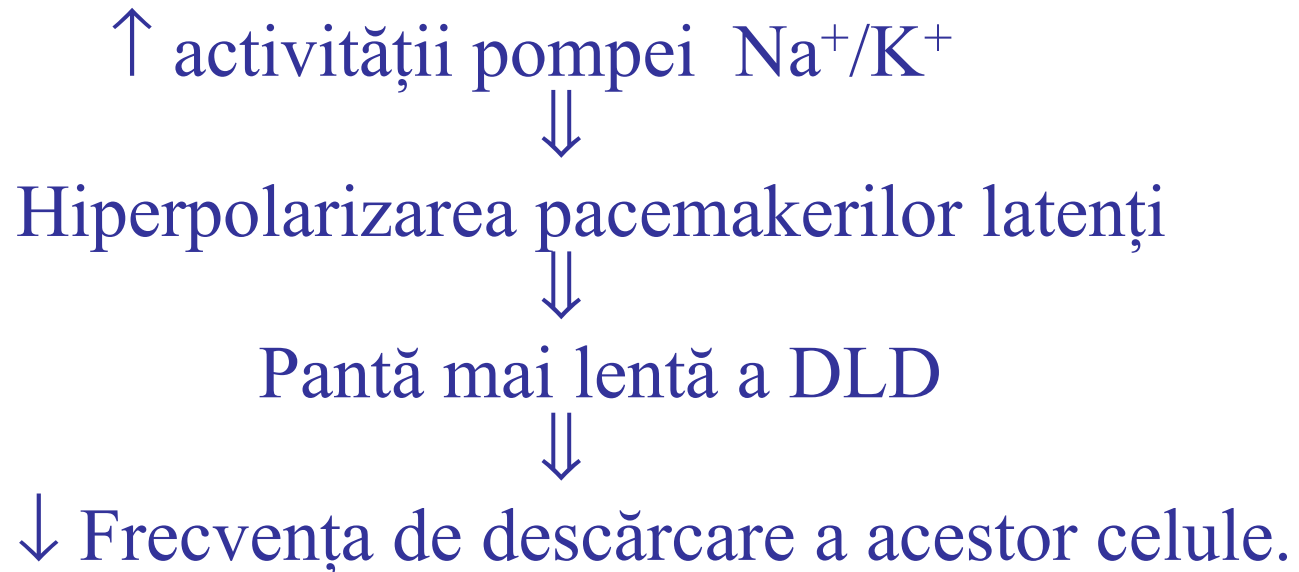 ↑ activității pompei Na⁺/K⁺
⇓
Hiperpolarizarea pacemakerilor latenți
⇓
Pantă mai lentă a DLD
⇓
↓ Frecvența de descărcare a acestor celule.